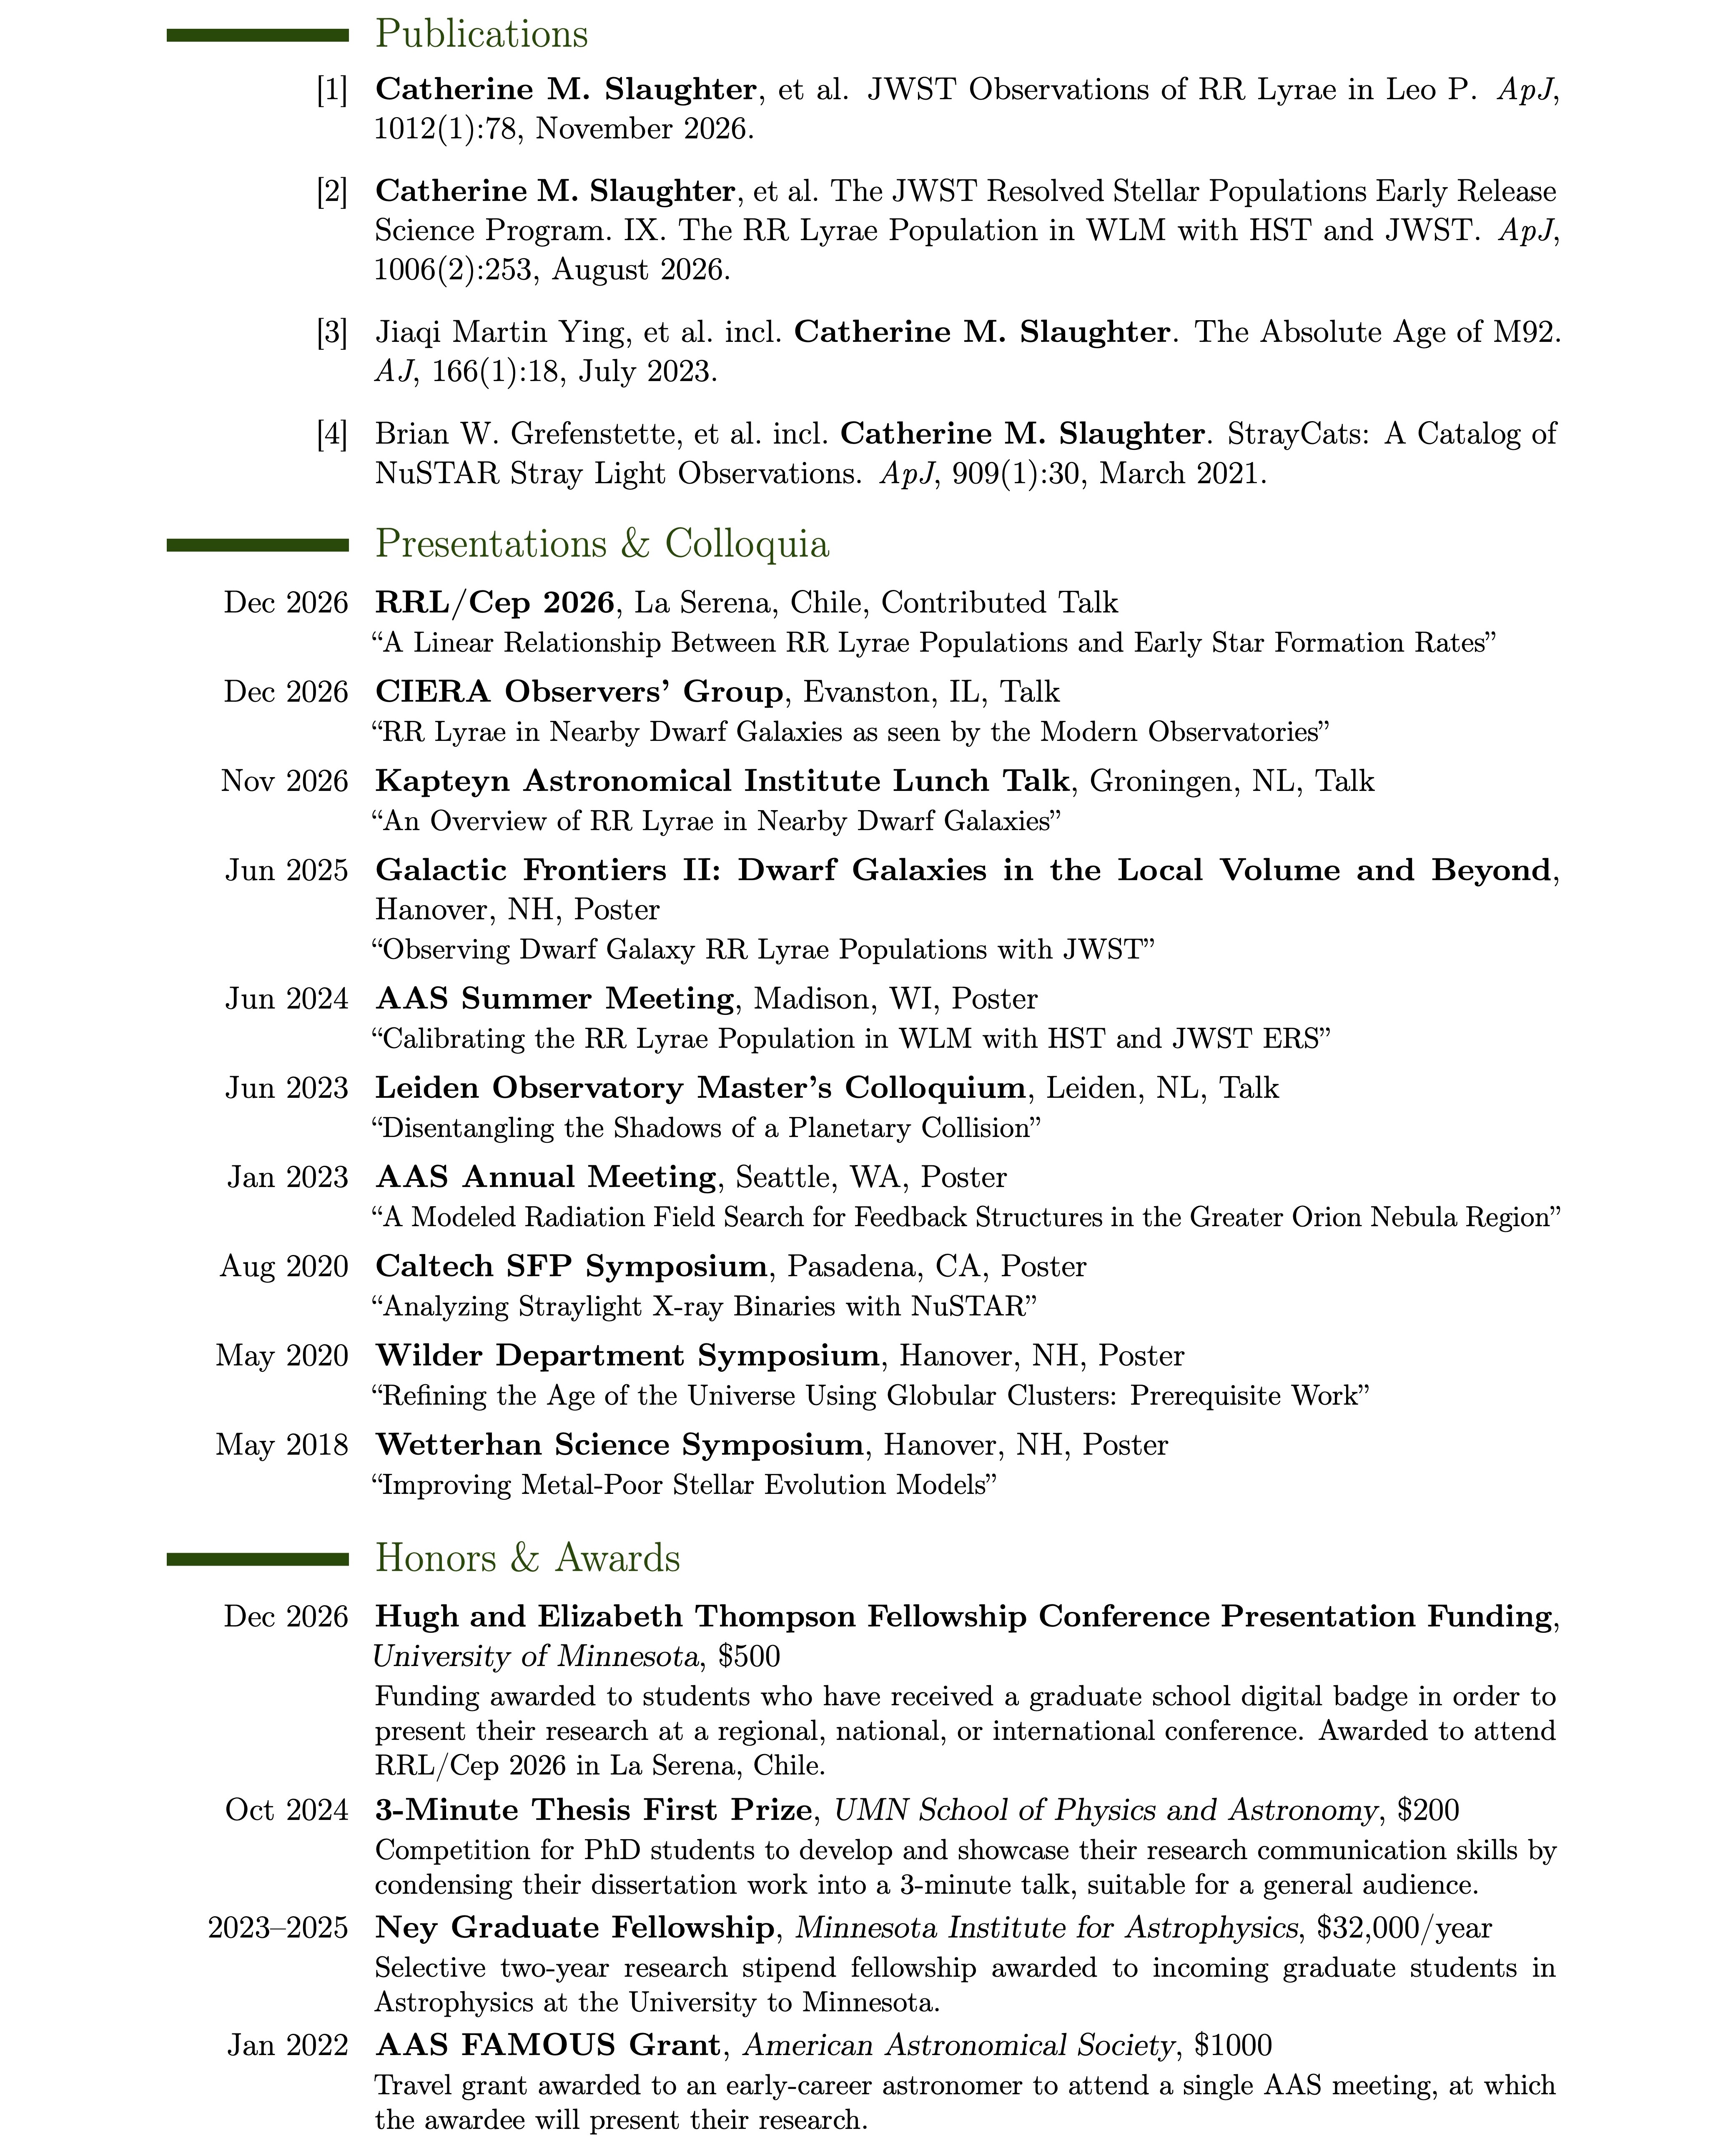 Publications
[1] Catherine M. Slaughter, et al. JWST Observations of RR Lyrae in Leo P. ApJ,
1012(1):78, November 2026.
[2] Catherine M. Slaughter, et al. The JWST Resolved Stellar Populations Early Release
Science Program. IX. The RR Lyrae Population in WLM with HST and JWST. ApJ,
1006(2):253, August 2026.
[3] Jiaqi Martin Ying, et al. incl. Catherine M. Slaughter. The Absolute Age of M92.
AJ, 166(1):18, July 2023.
[4] Brian W. Grefenstette, et al. incl. Catherine M. Slaughter. StrayCats: A Catalog of
NuSTAR Stray Light Observations. ApJ, 909(1):30, March 2021.
Presentations & Colloquia
Dec 2026 RRL/Cep 2026, La Serena, Chile, Contributed Talk
“A Linear Relationship Between RR Lyrae Populations and Early Star Formation Rates”
Dec 2026 CIERA Observers’ Group, Evanston, IL, Talk
“RR Lyrae in Nearby Dwarf Galaxies as seen by the Modern Observatories”
Nov 2026 Kapteyn Astronomical Institute Lunch Talk, Groningen, NL, Talk
“An Overview of RR Lyrae in Nearby Dwarf Galaxies”
Jun 2025 Galactic Frontiers II: Dwarf Galaxies in the Local Volume and Beyond,
Hanover, NH, Poster
“Observing Dwarf Galaxy RR Lyrae Populations with JWST”
Jun 2024 AAS Summer Meeting, Madison, WI, Poster
“Calibrating the RR Lyrae Population in WLM with HST and JWST ERS”
Jun 2023 Leiden Observatory Master’s Colloquium, Leiden, NL, Talk
“Disentangling the Shadows of a Planetary Collision”
Jan 2023 AAS Annual Meeting, Seattle, WA, Poster
“A Modeled Radiation Field Search for Feedback Structures in the Greater Orion Nebula Region”
Aug 2020 Caltech SFP Symposium, Pasadena, CA, Poster
“Analyzing Straylight X-ray Binaries with NuSTAR”
May 2020 Wilder Department Symposium, Hanover, NH, Poster
“Refining the Age of the Universe Using Globular Clusters: Prerequisite Work”
May 2018 Wetterhan Science Symposium, Hanover, NH, Poster
“Improving Metal-Poor Stellar Evolution Models”
Honors & Awards
Dec 2026 Hugh and Elizabeth Thompson Fellowship Conference Presentation Funding,
University of Minnesota, $500
Funding awarded to students who have received a graduate school digital badge in order to
present their research at a regional, national, or international conference. Awarded to attend
RRL/Cep 2026 in La Serena, Chile.
Oct 2024 3-Minute Thesis First Prize, UMN School of Physics and Astronomy, $200
Competition for PhD students to develop and showcase their research communication skills by
condensing their dissertation work into a 3-minute talk, suitable for a general audience.
2023–2025 Ney Graduate Fellowship, Minnesota Institute for Astrophysics, $32,000/year
Selective two-year research stipend fellowship awarded to incoming graduate students in
Astrophysics at the University to Minnesota.
Jan 2022 AAS FAMOUS Grant, American Astronomical Society, $1000
Travel grant awarded to an early-career astronomer to attend a single AAS meeting, at which
the awardee will present their research.